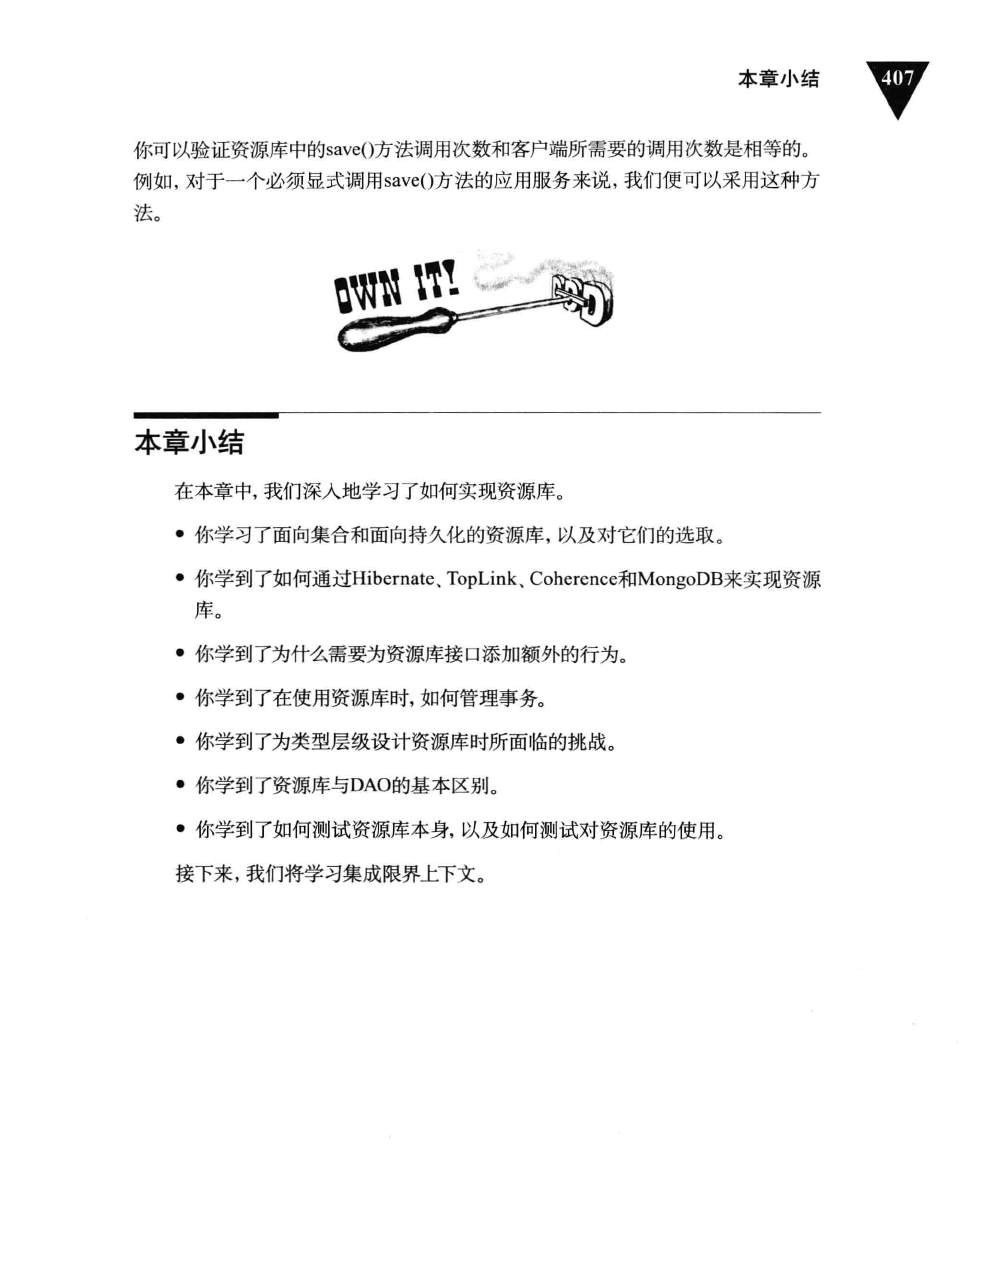 本章小结 407
你可以验证资源库中的save()方法调用次数和客户端所需要的调用次数是相等的。
例如, 对于一个必须显式调用save()方法的应用服务来说, 我们便可以采用这种方
法。
OWN IT!
DDD
本章小结
在本章中, 我们深入地学习了如何实现资源库。
● 你学习了面向集合和面向持久化的资源库, 以及对它们的选取。
● 你学到了如何通过Hibernate、TopLink、Coherence和MongoDB来实现资源
库。
● 你学到了为什么需要为资源库接口添加额外的行为。
● 你学到了在使用资源库时, 如何管理事务。
● 你学到了为类型层级设计资源库时所面临的挑战。
● 你学到了资源库与DAO的基本区别。
● 你学到了如何测试资源库本身, 以及如何测试对资源库的使用。
接下来, 我们将学习集成限界上下文。